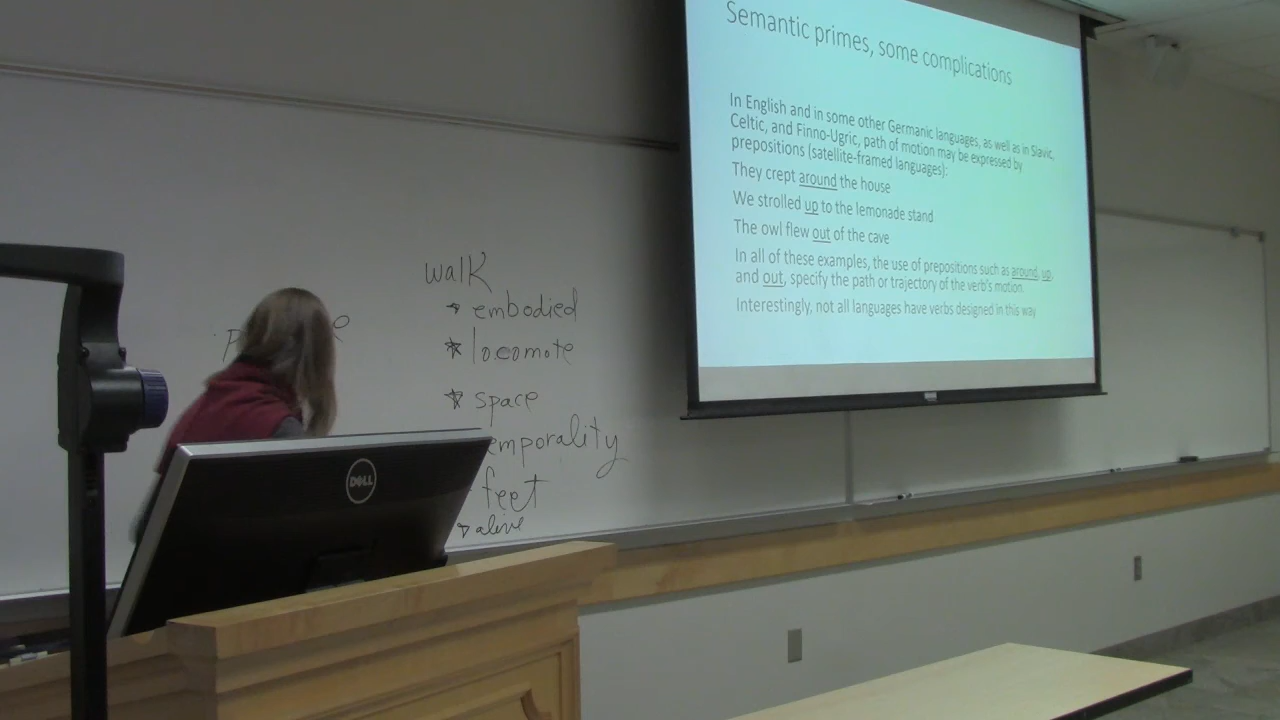 Semantic primes, some complications
In English and in some other Germanic languages, as well as in Slavic,
Celtic, and Finno-Ugric, path of motion may be expressed by
prepositions (satellite-framed languages):
They crept around the house
We strolled up to the lemonade stand
The owl flew out of the cave
In all of these examples, the use of prepositions such as around, up,
and out, specify the path or trajectory of the verb's motion.
Interestingly, not all languages have verbs designed in this way
walk
* embodied
* locomote
* space
emporality
feet
* alive
DELL